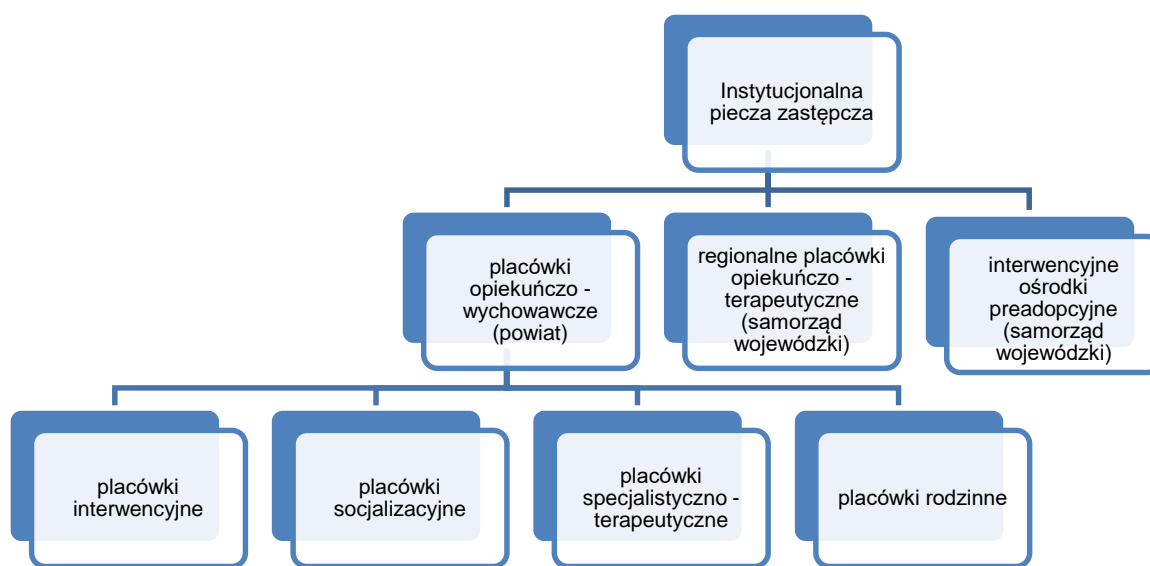 Instytucjonalna
piecza zastępcza
placówki
opiekuńczo -
wychowawcze
(powiat)
regionalne placówki
opiekuńczo -
terapeutyczne
(samorząd
wojewódzki)
interwencyjne
ośrodki
preadopcyjne
(samorząd
wojewódzki)
placówki
interwencyjne
placówki
socjalizacyjne
placówki
specjalistyczno -
terapeutyczne
placówki rodzinne